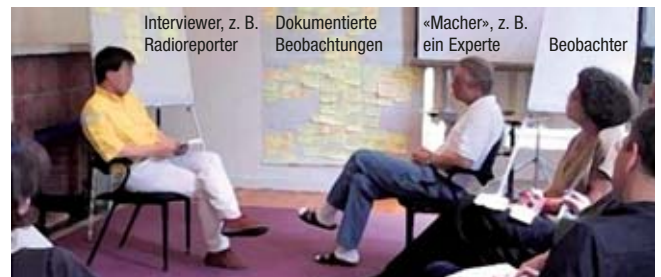 Interviewer, z. B.
Radioreporter
Dokumentierte
Beobachtungen
«Macher», z. B.
ein Experte
Beobachter